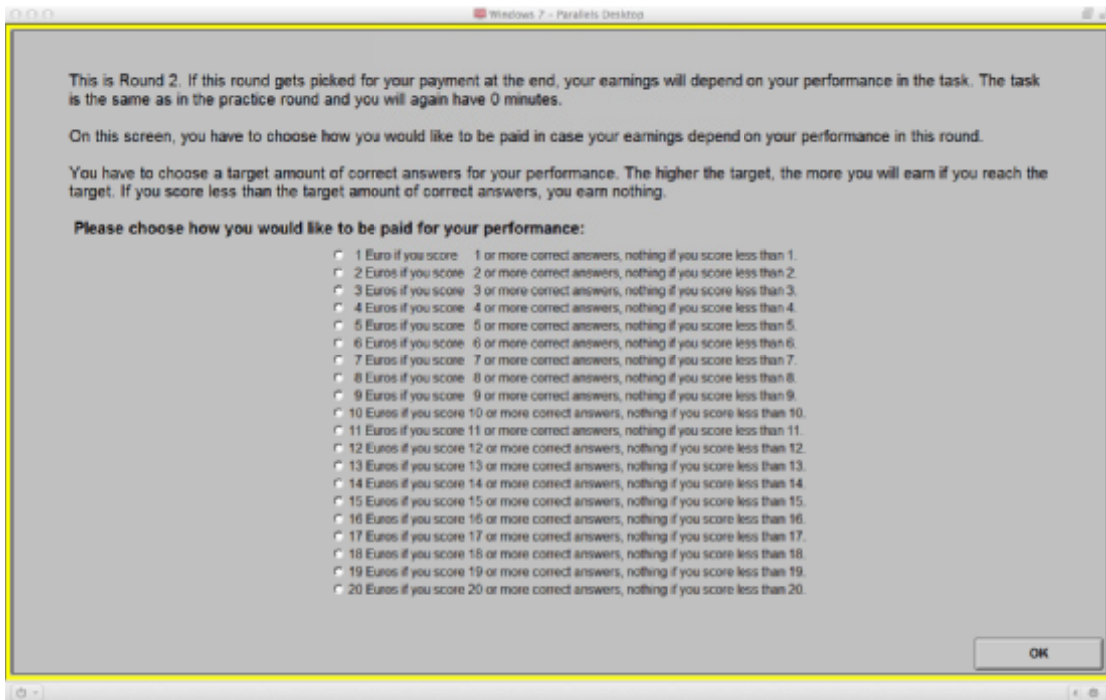 Windows 7 - Parallels Desktop
This is Round 2. If this round gets picked for your payment at the end, your earnings will depend on your performance in the task. The task
is the same as in the practice round and you will again have 0 minutes.
On this screen, you have to choose how you would like to be paid in case your earnings depend on your performance in this round.
You have to choose a target amount of correct answers for your performance. The higher the target, the more you will earn if you reach the
target. If you score less than the target amount of correct answers, you earn nothing.
Please choose how you would like to be paid for your performance:
1 Euro if you score 1 or more correct answers, nothing if you score less than 1.
2 Euros if you score 2 or more correct answers, nothing if you score less than 2.
3 Euros if you score 3 or more correct answers, nothing if you score less than 3.
4 Euros if you score 4 or more correct answers, nothing if you score less than 4.
5 Euros if you score 5 or more correct answers, nothing if you score less than 5.
6 Euros if you score 6 or more correct answers, nothing if you score less than 6.
7 Euros if you score 7 or more correct answers, nothing if you score less than 7.
8 Euros if you score 8 or more correct answers, nothing if you score less than 8.
9 Euros if you score 9 or more correct answers, nothing if you score less than 9.
10 Euros if you score 10 or more correct answers, nothing if you score less than 10.
11 Euros if you score 11 or more correct answers, nothing if you score less than 11.
12 Euros if you score 12 or more correct answers, nothing if you score less than 12.
13 Euros if you score 13 or more correct answers, nothing if you score less than 13.
14 Euros if you score 14 or more correct answers, nothing if you score less than 14.
15 Euros if you score 15 or more correct answers, nothing if you score less than 15.
16 Euros if you score 16 or more correct answers, nothing if you score less than 16.
17 Euros if you score 17 or more correct answers, nothing if you score less than 17.
18 Euros if you score 18 or more correct answers, nothing if you score less than 18.
19 Euros if you score 19 or more correct answers, nothing if you score less than 19.
20 Euros if you score 20 or more correct answers, nothing if you score less than 20.
OK